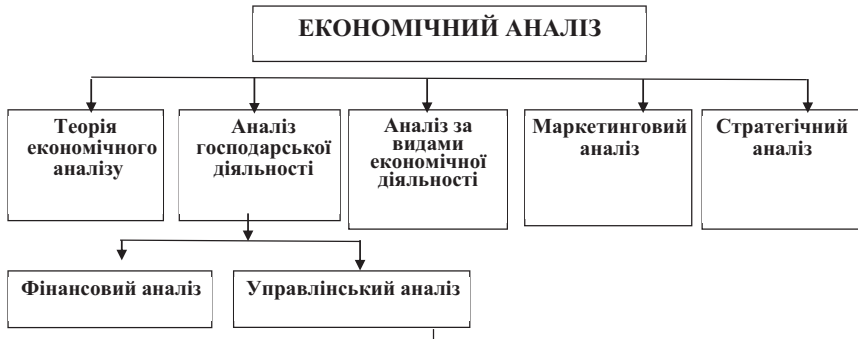 ЕКОНОМІЧНИЙ АНАЛІЗ
Теорія
економічного
аналізу
Аналіз
господарської
діяльності
Аналіз за
видами
економічної
діяльності
Маркетинговий
аналіз
Стратегічний
аналіз
Фінансовий аналіз
Управлінський аналіз